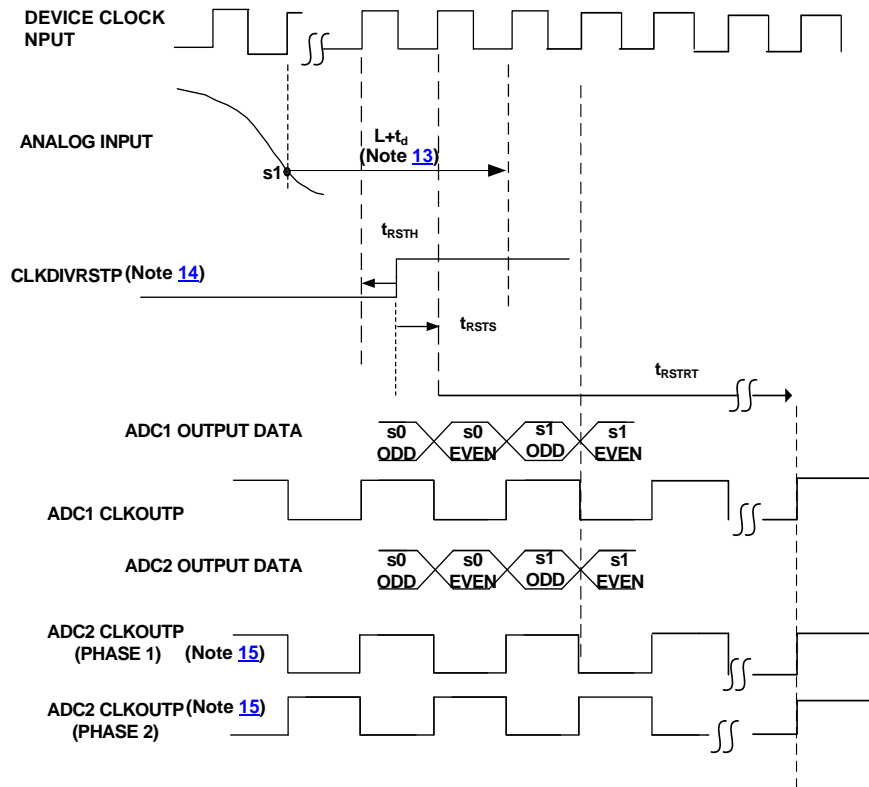 DEVICE CLOCK
NPUT
ANALOG INPUT
L+td
(Note 13)
s1
tRSTH
CLKDIVRSTP (Note 14)
tRSTS
tRSTRT
ADC1 OUTPUT DATA
s0 s0 s1 s1
ODD EVEN ODD EVEN
ADC1 CLKOUTP
ADC2 OUTPUT DATA
s0 s0 s1 s1
ODD EVEN ODD EVEN
ADC2 CLKOUTP
(PHASE 1) (Note 15)
ADC2 CLKOUTP (Note 15)
(PHASE 2)